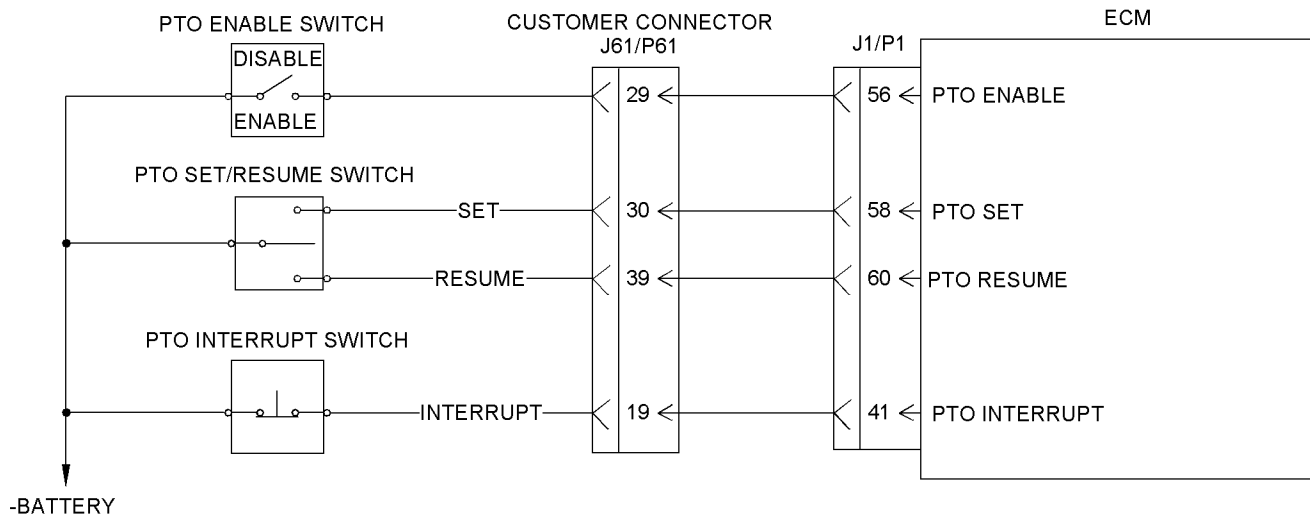 PTO ENABLE SWITCH
CUSTOMER CONNECTOR
J61/P61
J1/P1
ECM
DISABLE
ENABLE
29
56
PTO ENABLE
PTO SET/RESUME SWITCH
SET
30
58
PTO SET
RESUME
39
60
PTO RESUME
PTO INTERRUPT SWITCH
INTERRUPT
19
41
PTO INTERRUPT
-BATTERY